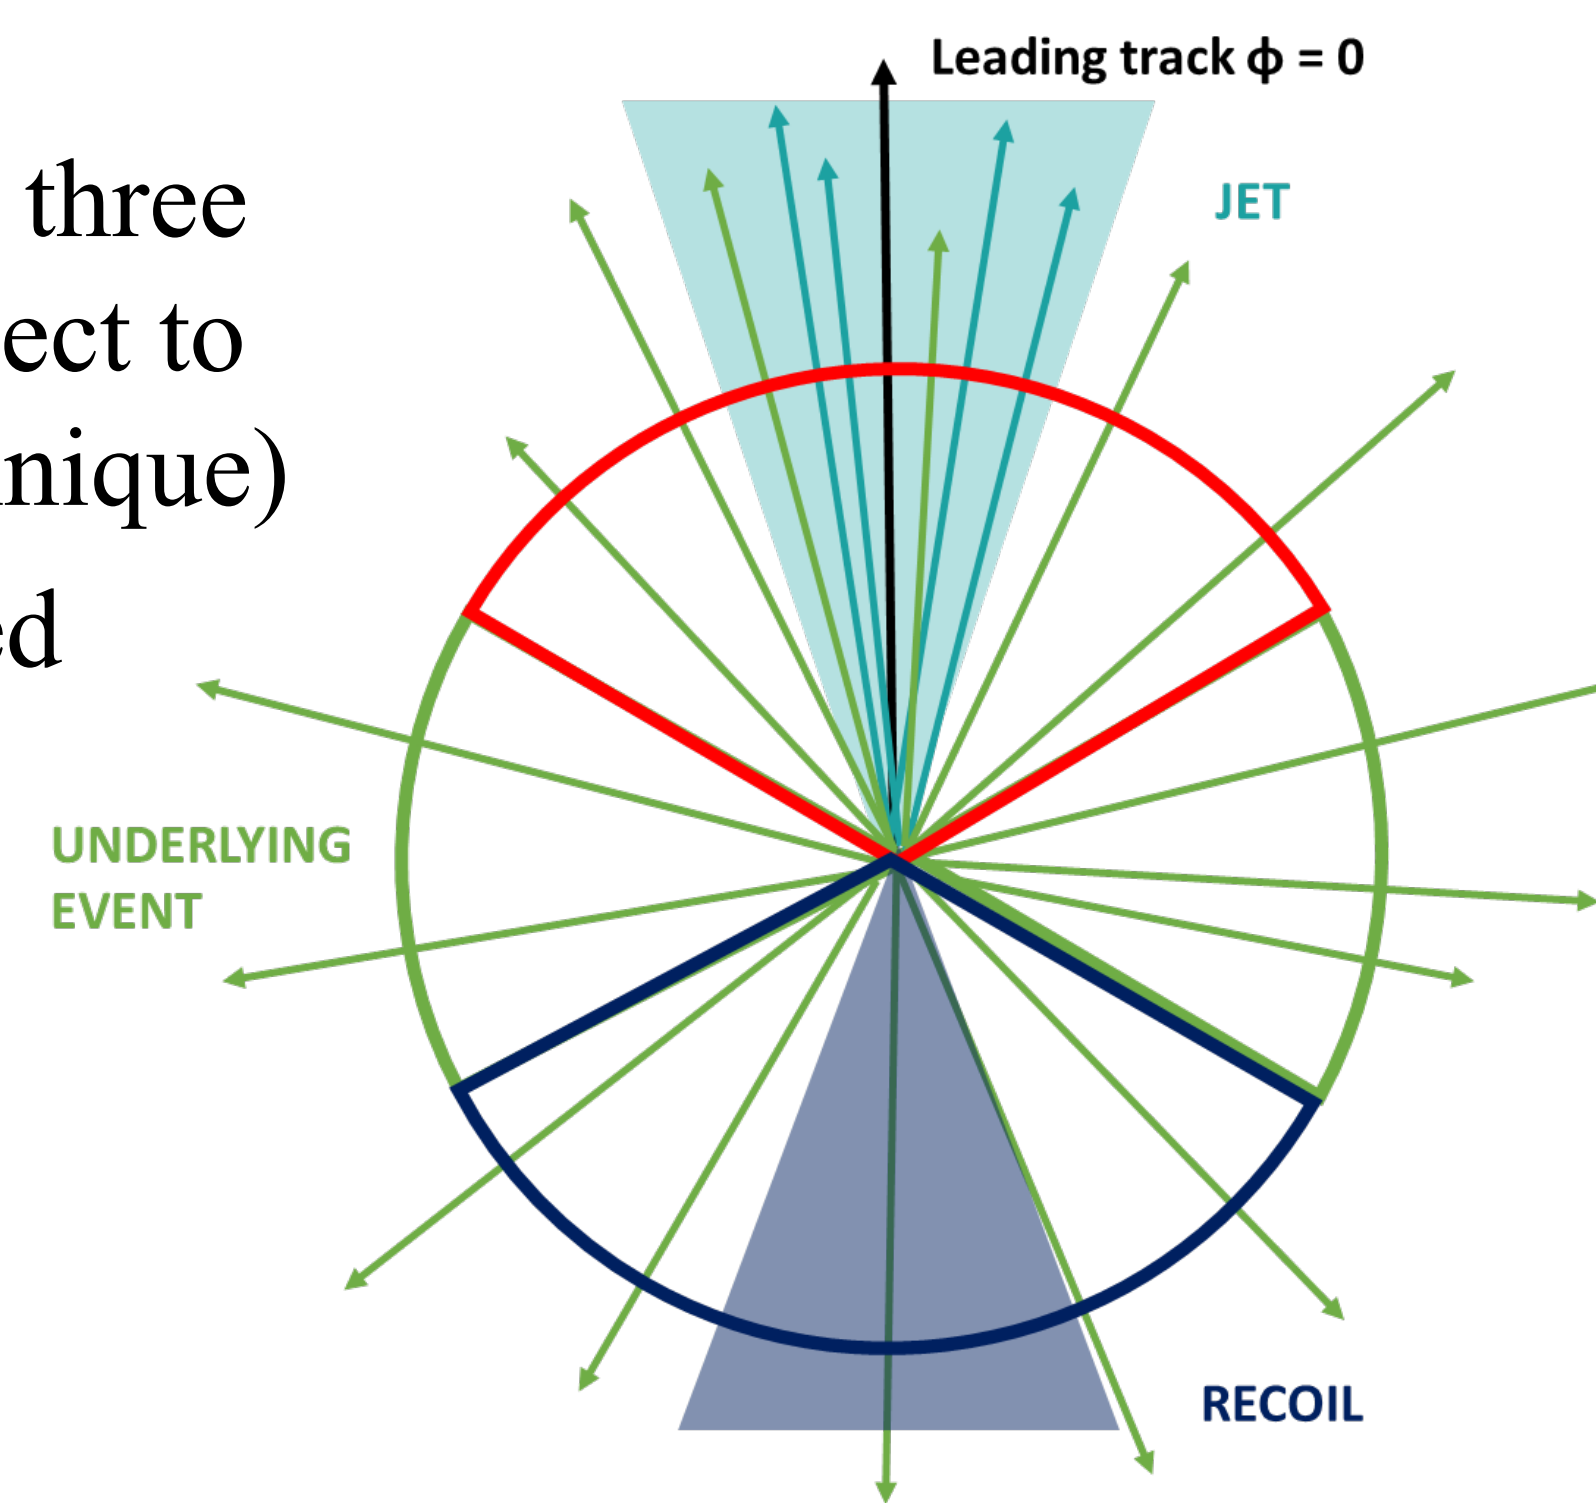 Leading track ϕ = 0
three
ect to
nique)
ed
JET
UNDERLYING
EVENT
RECOIL